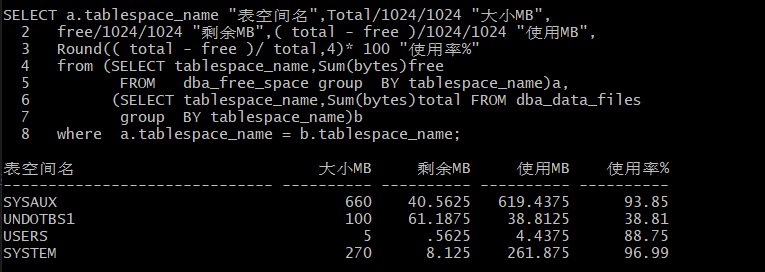 SELECT a.tablespace_name "表空间名",Total/1024/1024 "大小MB",
2 free/1024/1024 "剩余MB",( total - free )/1024/1024 "使用MB",
3 Round(( total - free )/ total,4)* 100 "使用率%"
4 from (SELECT tablespace_name,Sum(bytes)free
5 FROM dba_free_space group BY tablespace_name)a,
6 (SELECT tablespace_name,Sum(bytes)total FROM dba_data_files
7 group BY tablespace_name)b
8 where a.tablespace_name = b.tablespace_name;
表空间名 大小MB 剩余MB 使用MB 使用率%
------------------------------ ---------- ---------- ---------- ----------
SYSAUX 660 40.5625 619.4375 93.85
UNDOTBS1 100 61.1875 38.8125 38.81
USERS 5 .5625 4.4375 88.75
SYSTEM 270 8.125 261.875 96.99